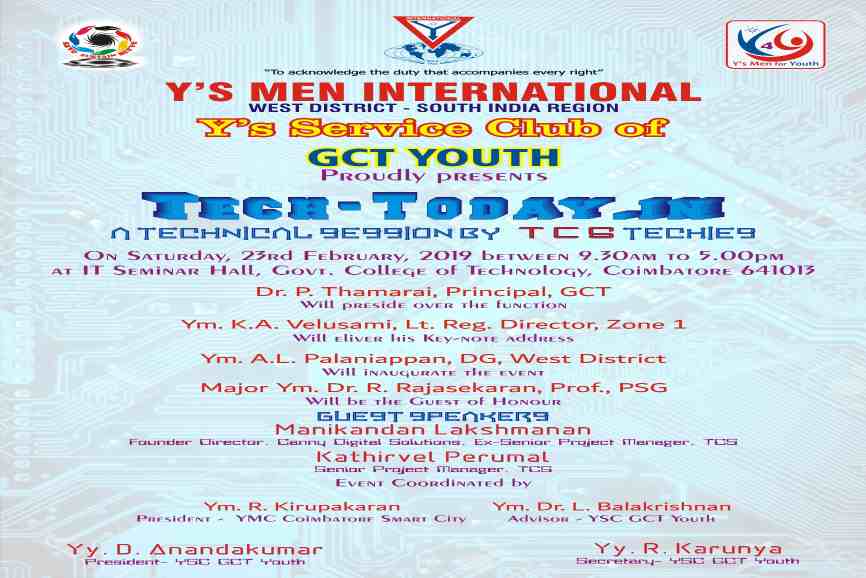 INTERNATIONAL
Y's Men for Youth
"To acknowledge the duty that accompanies every right"
Y'S MEN INTERNATIONAL
WEST DISTRICT - SOUTH INDIA REGION
Y's Service Club of
GCT YOUTH
Proudly presents
Tech-Today.in
A TECHNICAL SESSION BY TCS TECHIES
On Saturday, 23rd February, 2019 between 9.30am to 5.00pm
at IT Seminar Hall, Govt. College of Technology, Coimbatore 641013
Dr. P. Thamarai, Principal, GCT
Will preside over the function
Ym. K.A. Velusami, Lt. Reg. Director, Zone 1
Will eliver his Key-note address
Ym. A.L. Palaniappan, DG, West District
Will inaugurate the event
Major Ym. Dr. R. Rajasekaran, Prof., PSG
Will be the Guest of Honour
GUEST SPEAKERS
Manikandan Lakshmanan
Founder Director, Canny Digital Solutions, Ex-Senior Project Manager, TCS
Kathirvel Perumal
Senior Project Manager, TCS
Event Coordinated by
Ym. R. Kirupakaran Ym. Dr. L. Balakrishnan
President - YMC Coimbatore Smart City Advisor - YSC GCT Youth
Yy. D. Anandakumar Yy. R. Karunya
President- YSC GCT Youth Secretary- YSC GCT Youth